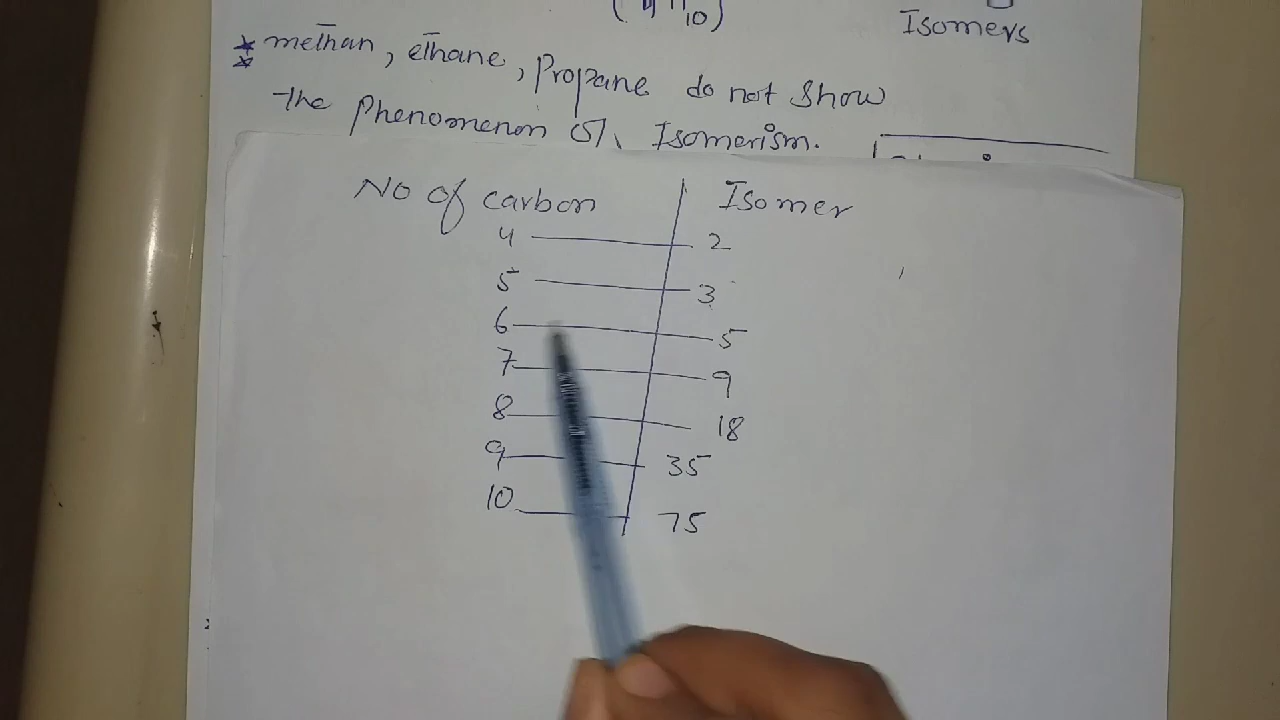 10)
Isomers
* methan, ethane, Propane do not Show
The Phenomenon of Isomerism.
No of carbon Isomer
4 2
5 3
6 5
7 9
8 18
9 35
10 75